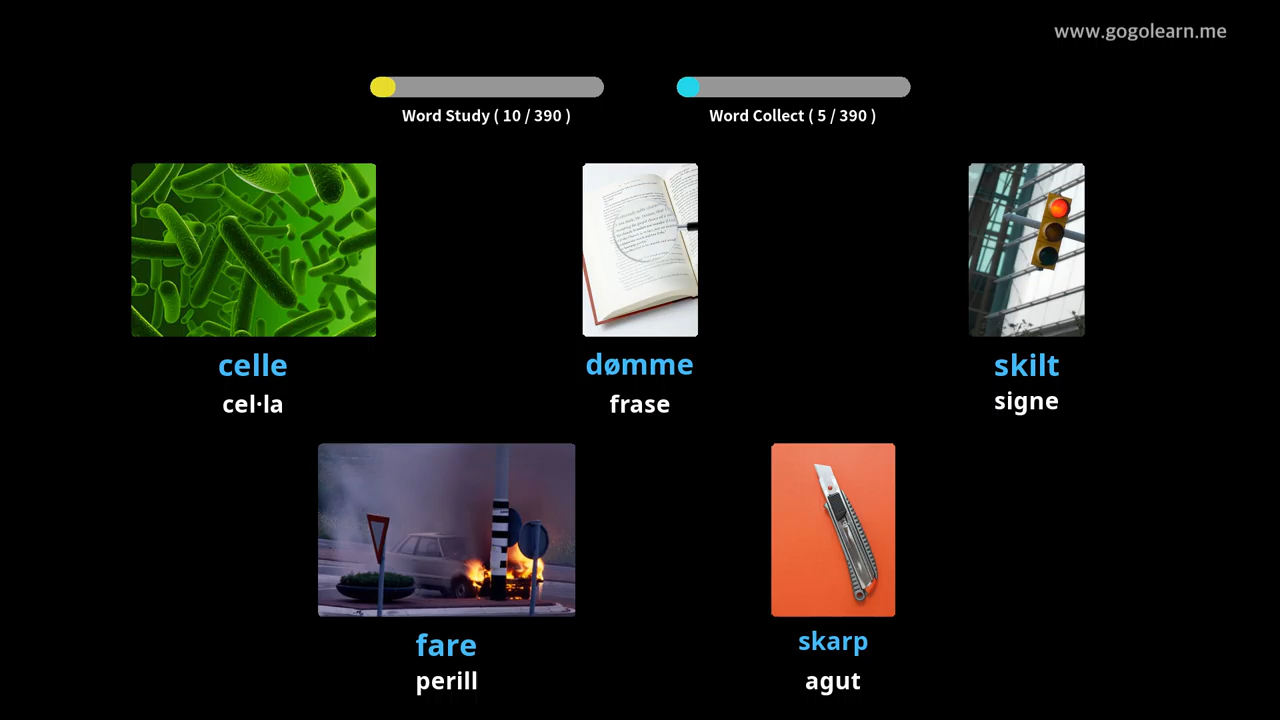 www.gogolearn.me
Word Study ( 10 / 390 )
Word Collect ( 5 / 390 )
celle
cel·la
dømme
frase
skilt
signe
fare
perill
skarp
agut